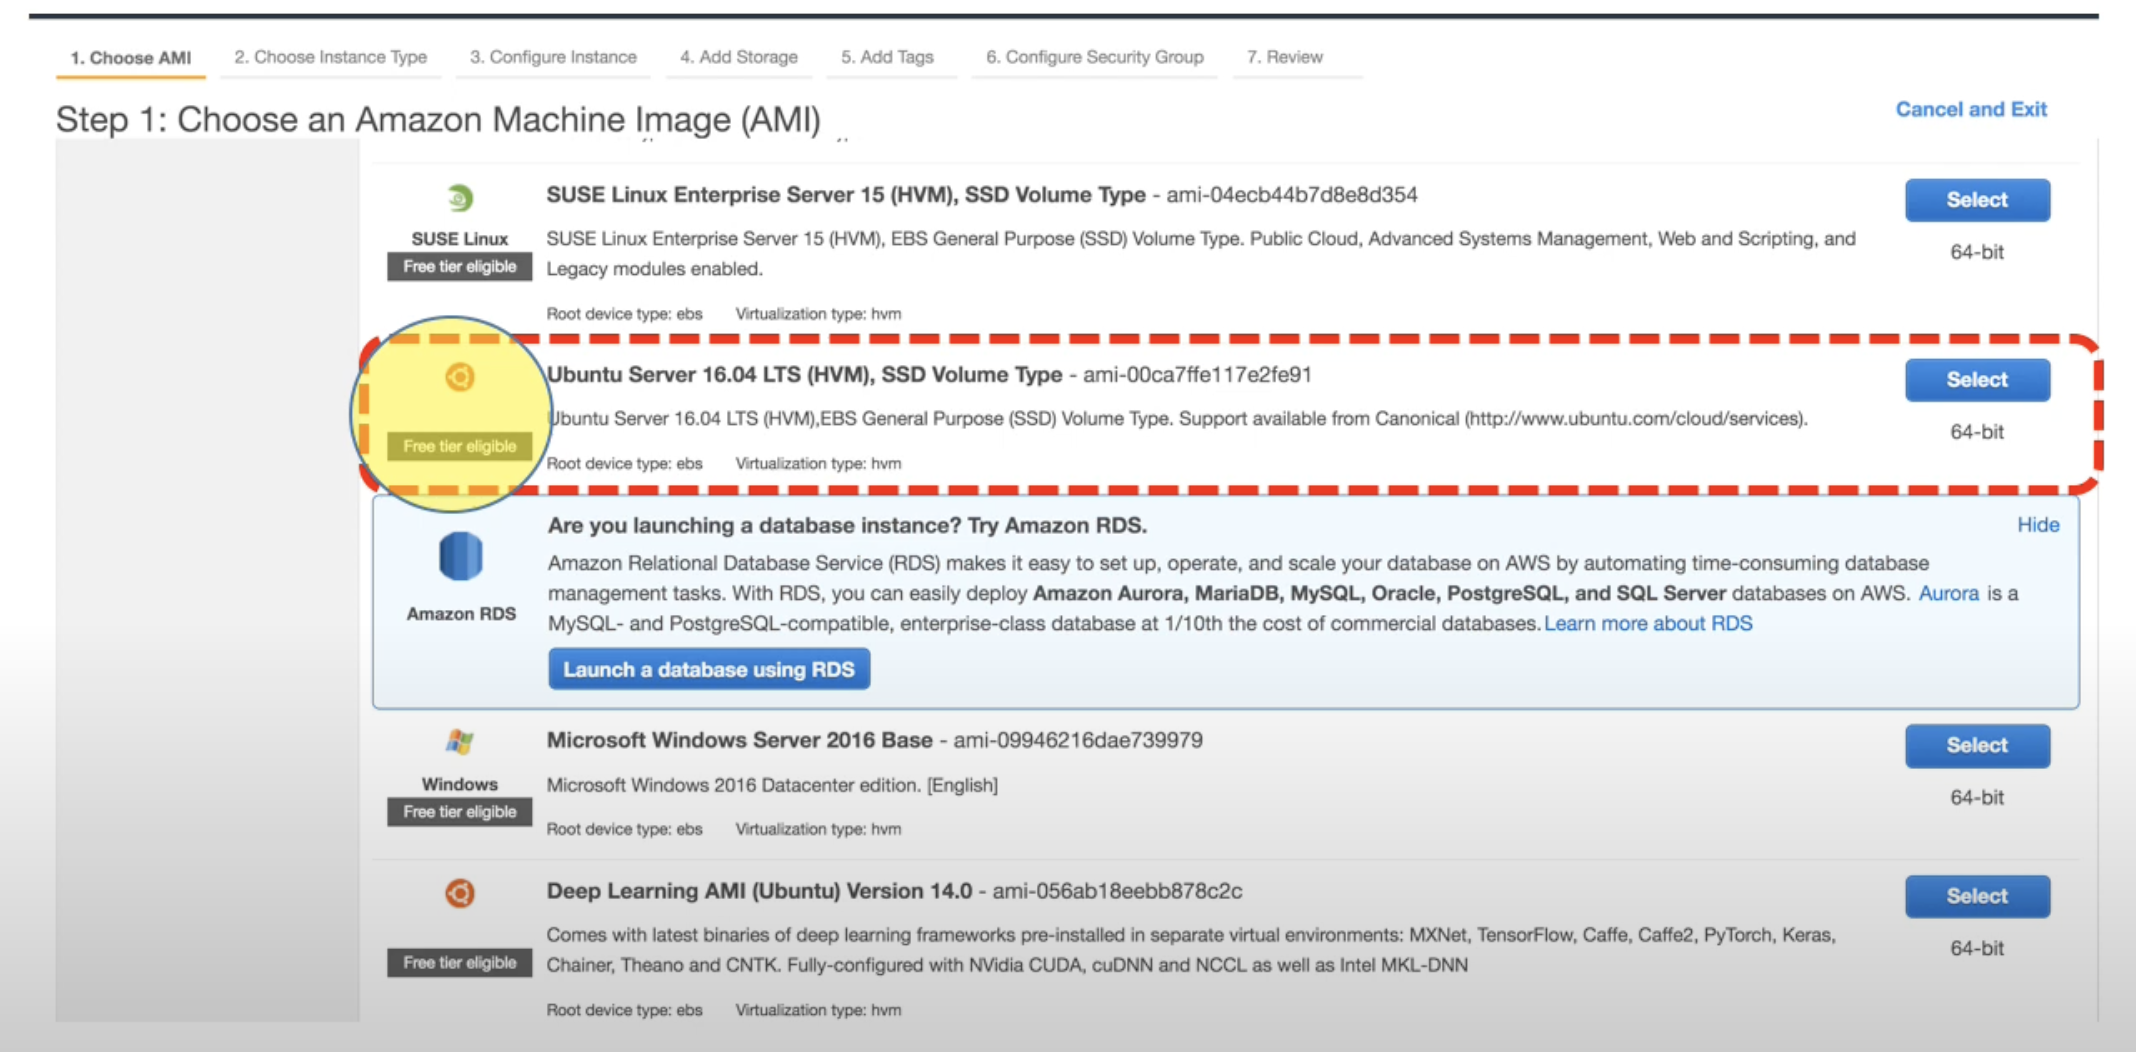 1. Choose AMI 2. Choose Instance Type 3. Configure Instance 4. Add Storage 5. Add Tags 6. Configure Security Group 7. Review
Step 1: Choose an Amazon Machine Image (AMI)
Cancel and Exit
SUSE Linux
Free tier eligible
SUSE Linux Enterprise Server 15 (HVM), SSD Volume Type - ami-04ecb44b7d8e8d354
SUSE Linux Enterprise Server 15 (HVM), EBS General Purpose (SSD) Volume Type. Public Cloud, Advanced Systems Management, Web and Scripting, and
Legacy modules enabled.
Root device type: ebs Virtualization type: hvm
Select
64-bit
Free tier eligible
Ubuntu Server 16.04 LTS (HVM), SSD Volume Type - ami-00ca7ffe117e2fe91
Ubuntu Server 16.04 LTS (HVM),EBS General Purpose (SSD) Volume Type. Support available from Canonical (http://www.ubuntu.com/cloud/services).
Root device type: ebs Virtualization type: hvm
Select
64-bit
Amazon RDS
Are you launching a database instance? Try Amazon RDS.
Hide
Amazon Relational Database Service (RDS) makes it easy to set up, operate, and scale your database on AWS by automating time-consuming database
management tasks. With RDS, you can easily deploy Amazon Aurora, MariaDB, MySQL, Oracle, PostgreSQL, and SQL Server databases on AWS. Aurora is a
MySQL- and PostgreSQL-compatible, enterprise-class database at 1/10th the cost of commercial databases. Learn more about RDS
Launch a database using RDS
Windows
Free tier eligible
Microsoft Windows Server 2016 Base - ami-09946216dae739979
Microsoft Windows 2016 Datacenter edition. [English]
Root device type: ebs Virtualization type: hvm
Select
64-bit
Free tier eligible
Deep Learning AMI (Ubuntu) Version 14.0 - ami-056ab18eebb878c2c
Comes with latest binaries of deep learning frameworks pre-installed in separate virtual environments: MXNet, TensorFlow, Caffe, Caffe2, PyTorch, Keras,
Chainer, Theano and CNTK. Fully-configured with NVidia CUDA, cuDNN and NCCL as well as Intel MKL-DNN
Root device type: ebs Virtualization type: hvm
Select
64-bit